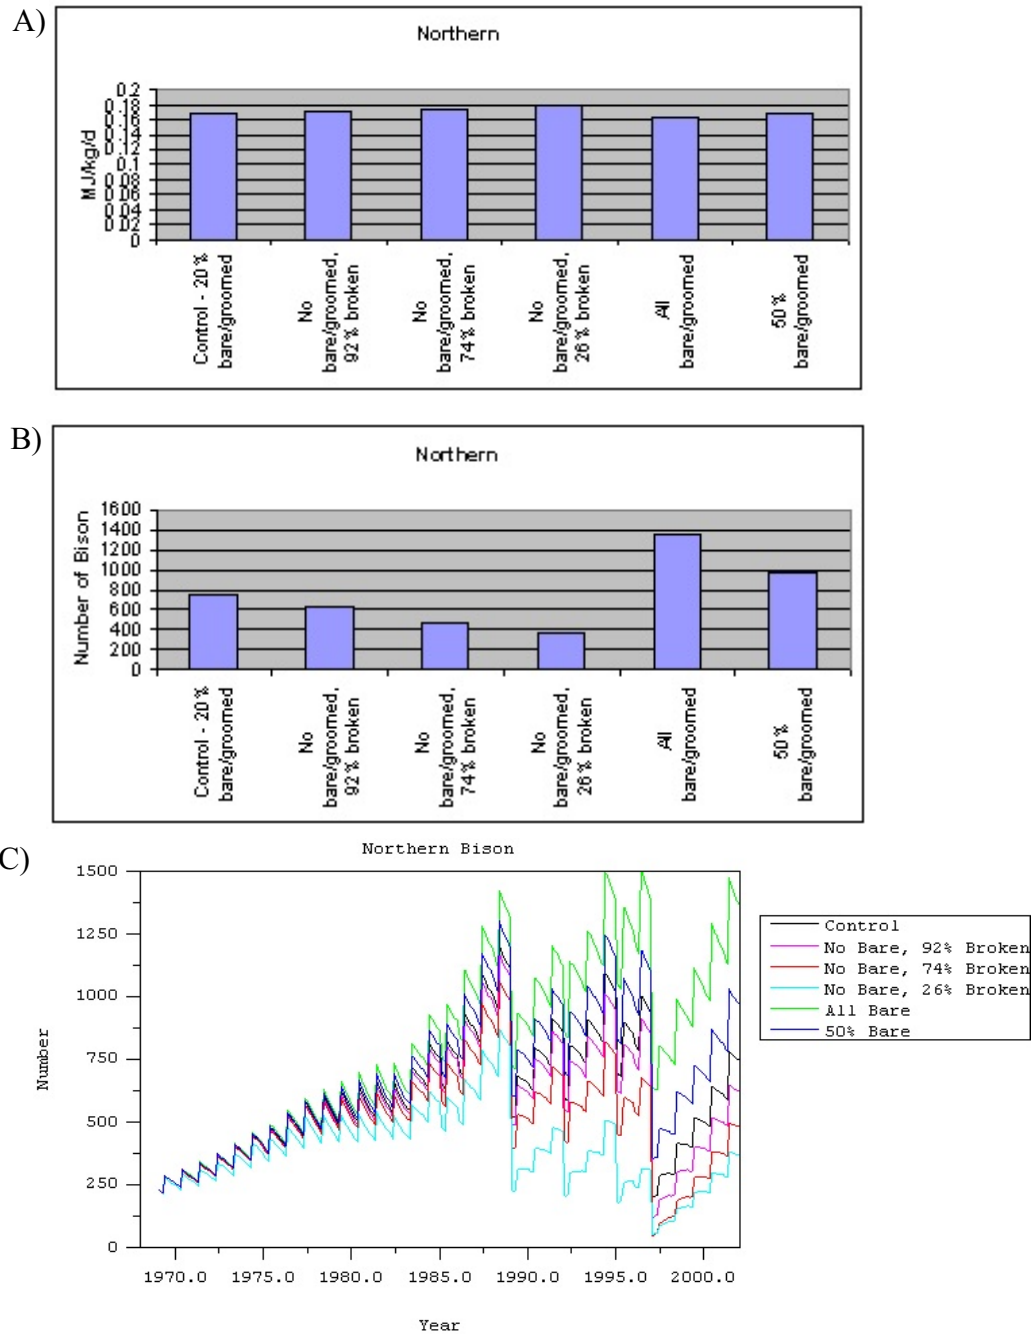 A)
Northern
MJ/kg/d
0.2
0.18
0.16
0.14
0.12
0.1
0.08
0.06
0.04
0.02
0
Control - 20%
bare/groomed
No
bare/groomed,
92% broken
No
bare/groomed,
74% broken
No
bare/groomed,
26% broken
All
bare/groomed
50%
bare/groomed
B)
Northern
Number of Bison
1600
1400
1200
1000
800
600
400
200
0
Control - 20%
bare/groomed
No
bare/groomed,
92% broken
No
bare/groomed,
74% broken
No
bare/groomed,
26% broken
All
bare/groomed
50%
bare/groomed
C)
Northern Bison
Number
1500
1250
1000
750
500
250
0
1970.0 1975.0 1980.0 1985.0 1990.0 1995.0 2000.0
Year
Control
No Bare, 92% Broken
No Bare, 74% Broken
No Bare, 26% Broken
All Bare
50% Bare